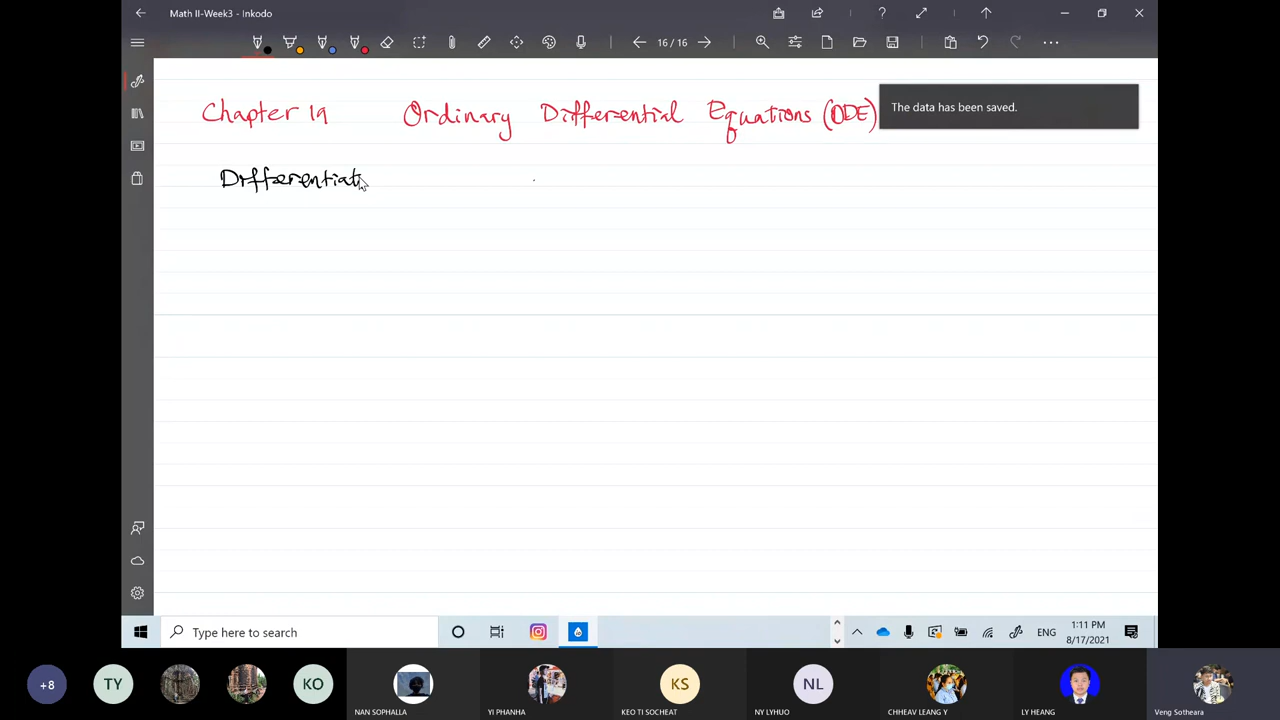 Math II-Week3 - Inkodo
16 / 16
Chapter 19 Ordinary Differential Equations (ODE)
The data has been saved.
Differentiat
Type here to search
ENG
1:11 PM
8/17/2021
+8
TY
KO
KS
NL
NAN SOPHALLA
YI PHANHA
KEO TI SOCHEAT
NY LYHUO
CHHEAV LEANG Y
LY HEANG
Veng Sotheara